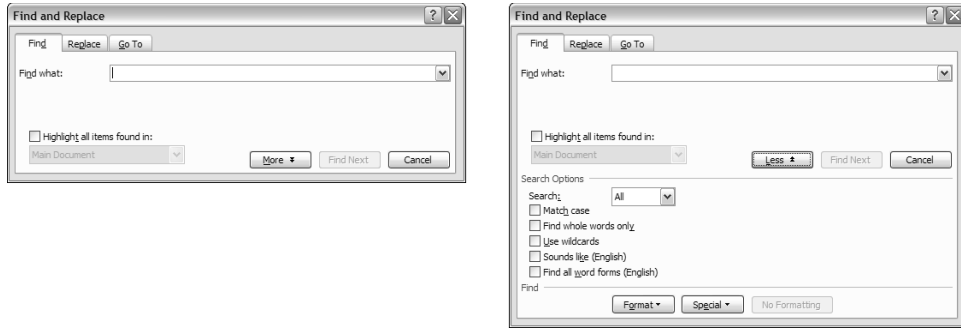 Find and Replace
Find Replace Go To
Find what:
Highlight all items found in:
Main Document
More Find Next Cancel
Find and Replace
Find Replace Go To
Find what:
Highlight all items found in:
Main Document
Less Find Next Cancel
Search Options
Search: All
Match case
Find whole words only
Use wildcards
Sounds like (English)
Find all word forms (English)
Find
Format Special No Formatting